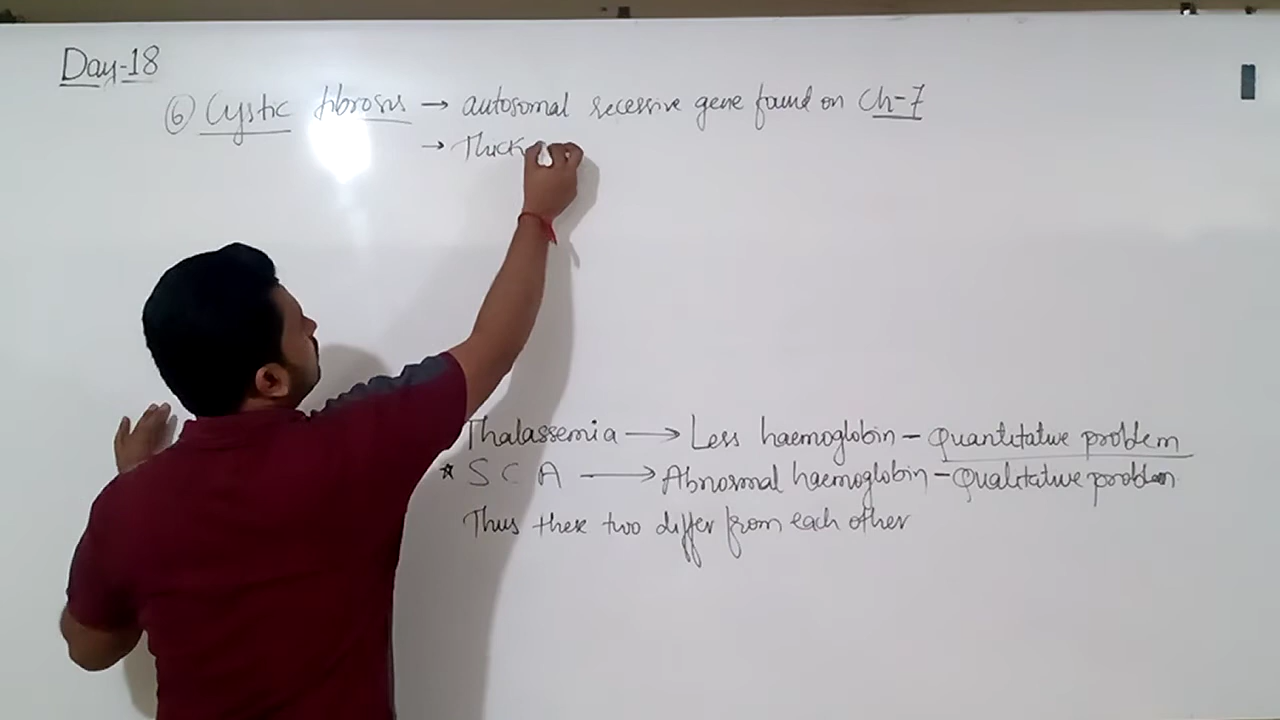 Day-18
⑥ Cystic fibrosis → autosomal recessive gene found on Ch-7
→ Thick
Thalassemia → Less haemoglobin - Quantitative problem
* S C A → Abnormal haemoglobin - Qualitative problem
Thus these two differ from each other